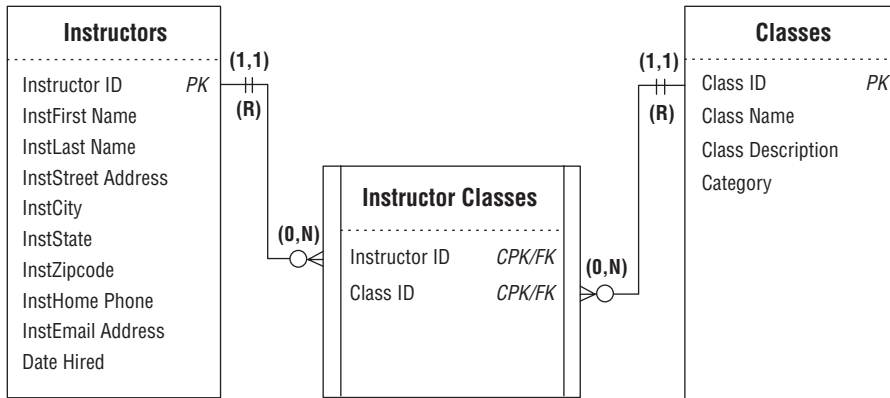 Instructors
Instructor ID PK
InstFirst Name
InstLast Name
InstStreet Address
InstCity
InstState
InstZipcode
InstHome Phone
InstEmail Address
Date Hired
(1,1)
(R)
(0,N)
Instructor Classes
Instructor ID CPK/FK
Class ID CPK/FK
(0,N)
(1,1)
(R)
Classes
Class ID PK
Class Name
Class Description
Category